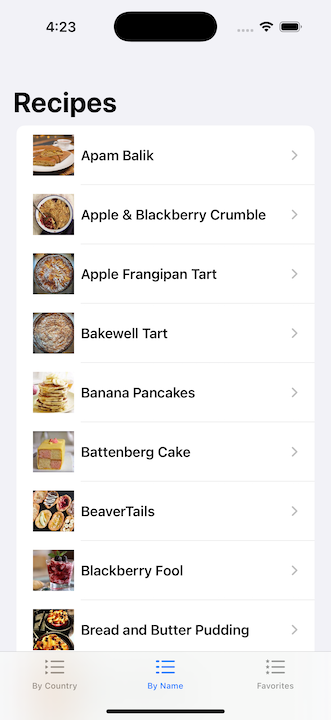 4:23
Recipes
Apam Balik
Apple & Blackberry Crumble
Apple Frangipan Tart
Bakewell Tart
Banana Pancakes
Battenberg Cake
BeaverTails
Blackberry Fool
Bread and Butter Pudding
By Country
By Name
Favorites